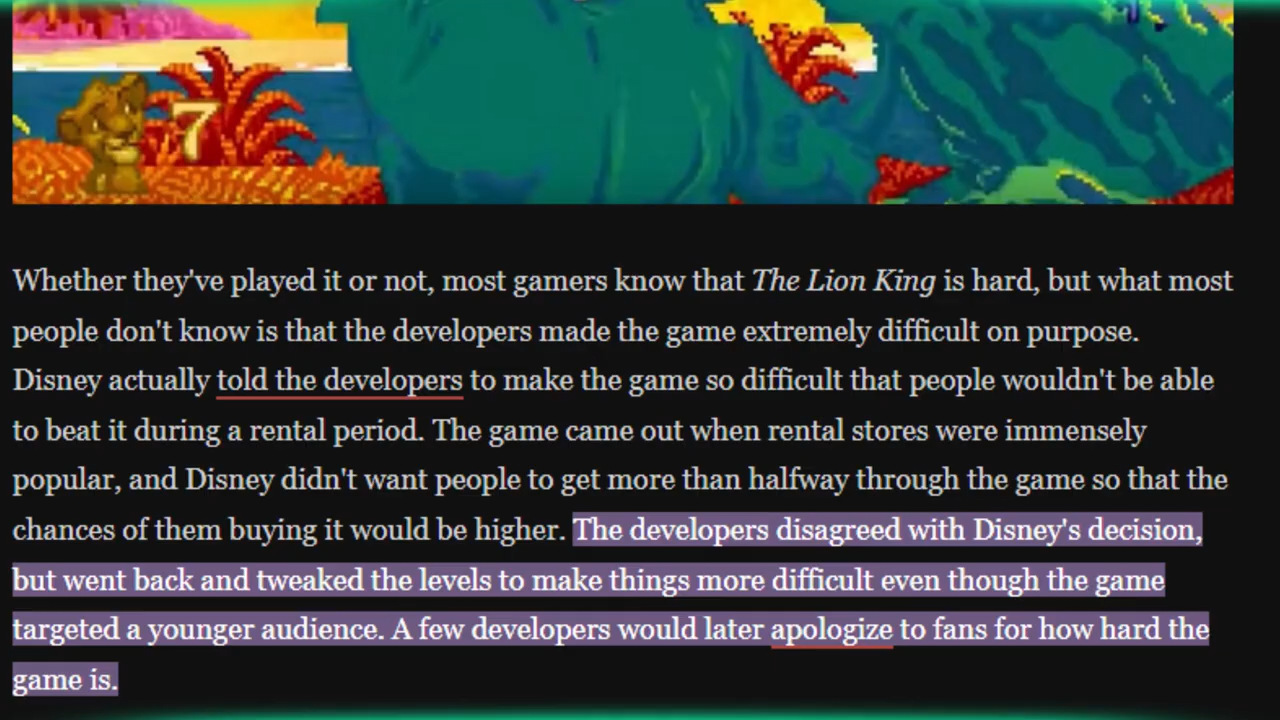 7
Whether they've played it or not, most gamers know that The Lion King is hard, but what most
people don't know is that the developers made the game extremely difficult on purpose.
Disney actually told the developers to make the game so difficult that people wouldn't be able
to beat it during a rental period. The game came out when rental stores were immensely
popular, and Disney didn't want people to get more than halfway through the game so that the
chances of them buying it would be higher. The developers disagreed with Disney's decision,
but went back and tweaked the levels to make things more difficult even though the game
targeted a younger audience. A few developers would later apologize to fans for how hard the
game is.